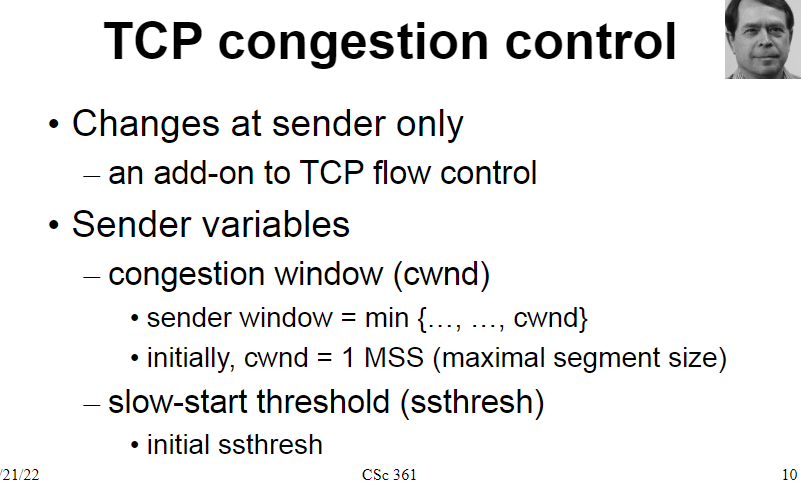 TCP congestion control
• Changes at sender only
– an add-on to TCP flow control
• Sender variables
– congestion window (cwnd)
• sender window = min {…, …, cwnd}
• initially, cwnd = 1 MSS (maximal segment size)
– slow-start threshold (ssthresh)
• initial ssthresh
/21/22 CSc 361 10